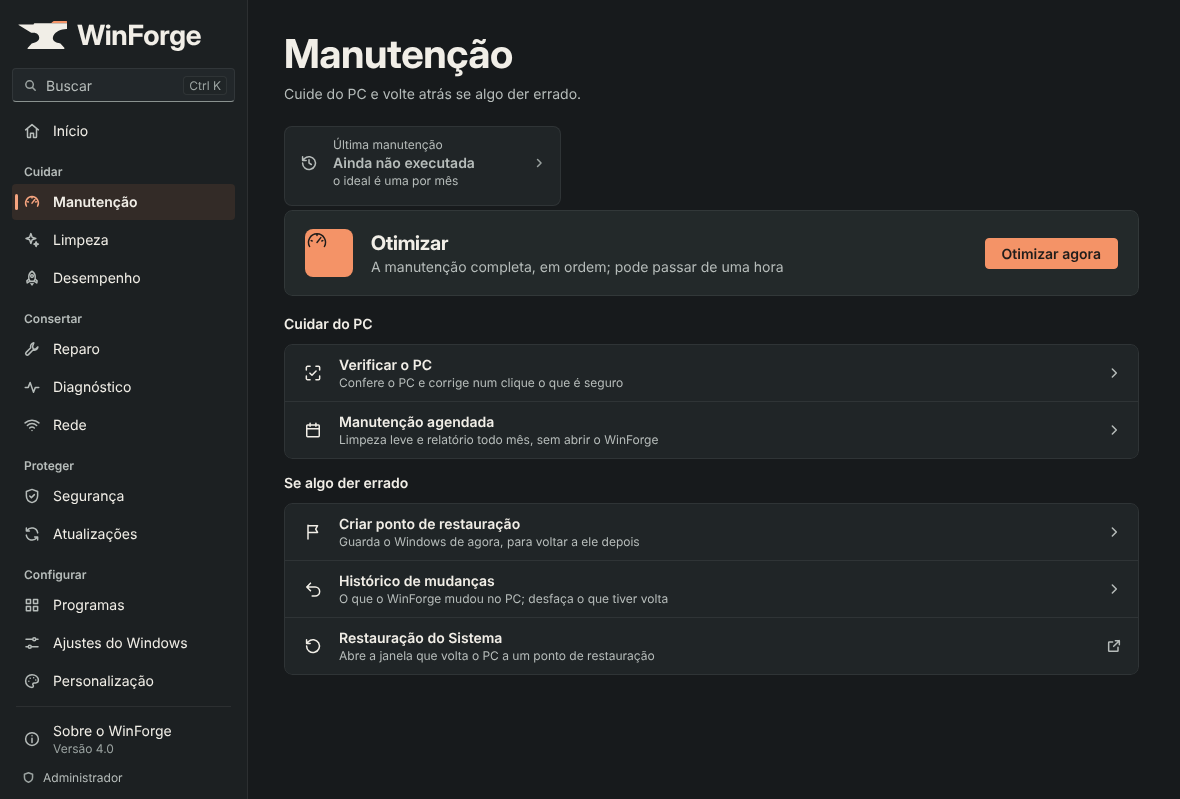 WinForge
Buscar
Ctrl K
Início
Cuidar
Manutenção
Limpeza
Desempenho
Consertar
Reparo
Diagnóstico
Rede
Proteger
Segurança
Atualizações
Configurar
Programas
Ajustes do Windows
Personalização
Sobre o WinForge
Versão 4.0
Administrador
Manutenção
Cuide do PC e volte atrás se algo der errado.
Última manutenção
Ainda não executada
o ideal é uma por mês
Otimizar
A manutenção completa, em ordem; pode passar de uma hora
Otimizar agora
Cuidar do PC
Verificar o PC
Confere o PC e corrige num clique o que é seguro
Manutenção agendada
Limpeza leve e relatório todo mês, sem abrir o WinForge
Se algo der errado
Criar ponto de restauração
Guarda o Windows de agora, para voltar a ele depois
Histórico de mudanças
O que o WinForge mudou no PC; desfaça o que tiver volta
Restauração do Sistema
Abre a janela que volta o PC a um ponto de restauração